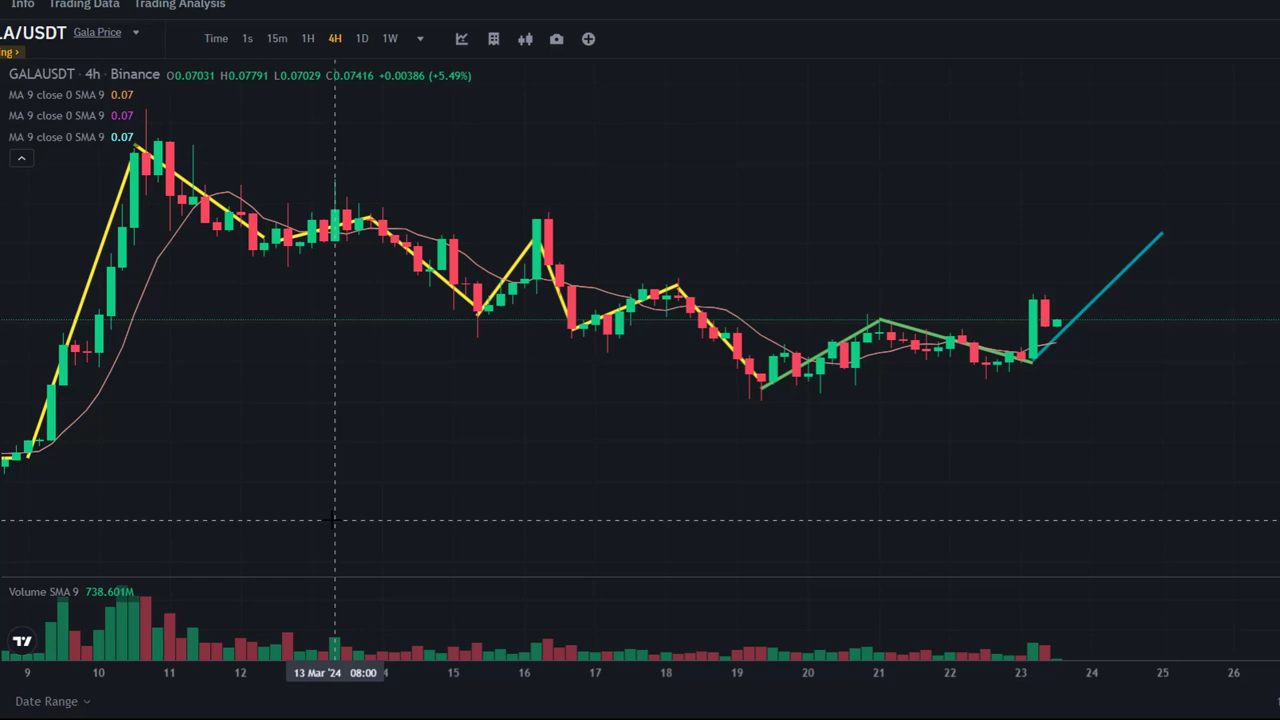 Info Trading Data Trading Analysis
LA/USDT Gala Price
ng ›
Time 1s 15m 1H 4H 1D 1W
GALAUSDT · 4h · Binance O0.07031 H0.07791 L0.07029 C0.07416 +0.00386 (+5.49%)
MA 9 close 0 SMA 9 0.07
MA 9 close 0 SMA 9 0.07
MA 9 close 0 SMA 9 0.07
Volume SMA 9 738.601M
9 10 11 12 13 Mar '24 08:00 4 15 16 17 18 19 20 21 22 23 24 25 26
Date Range